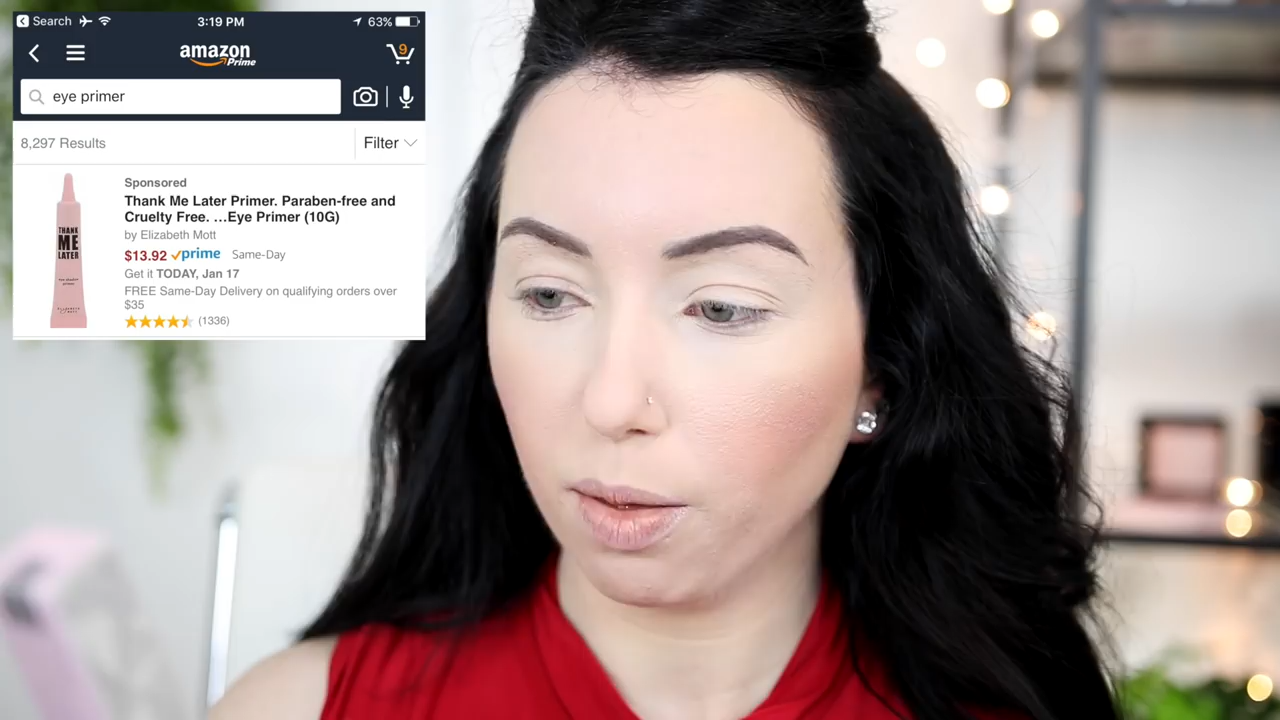 Search
3:19 PM
63%
amazon
Prime
9
eye primer
8,297 Results
Filter
Sponsored
Thank Me Later Primer. Paraben-free and
Cruelty Free. …Eye Primer (10G)
by Elizabeth Mott
$13.92 prime Same-Day
Get it TODAY, Jan 17
FREE Same-Day Delivery on qualifying orders over
$35
(1336)
THANK
ME
LATER